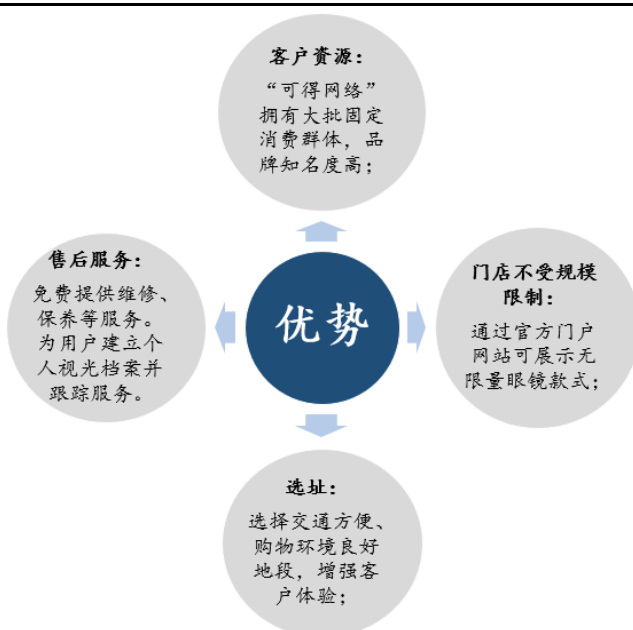 客户资源：
“可得网络”
拥有大批固定
消费群体，品
牌知名度高；
售后服务：
免费提供维修、
保养等服务。
为用户建立个
人视光档案并
跟踪服务。
优势
门店不受规模
限制：
通过官方门户
网站可展示无
限量眼镜款式；
选址：
选择交通方便、
购物环境良好
地段，增强客
户体验；